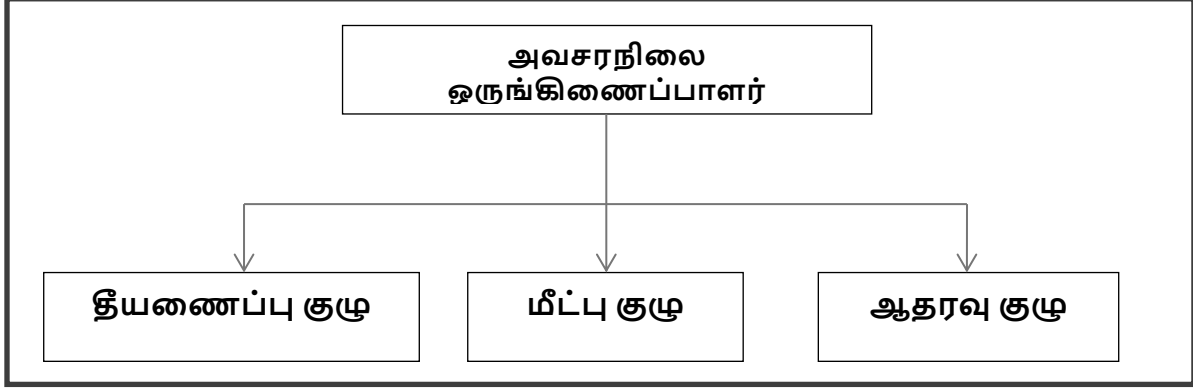 அவசரநிலை
ஒருங்கிணைப்பாளர்
தீயணைப்பு குழு
மீட்பு குழு
ஆதரவு குழு